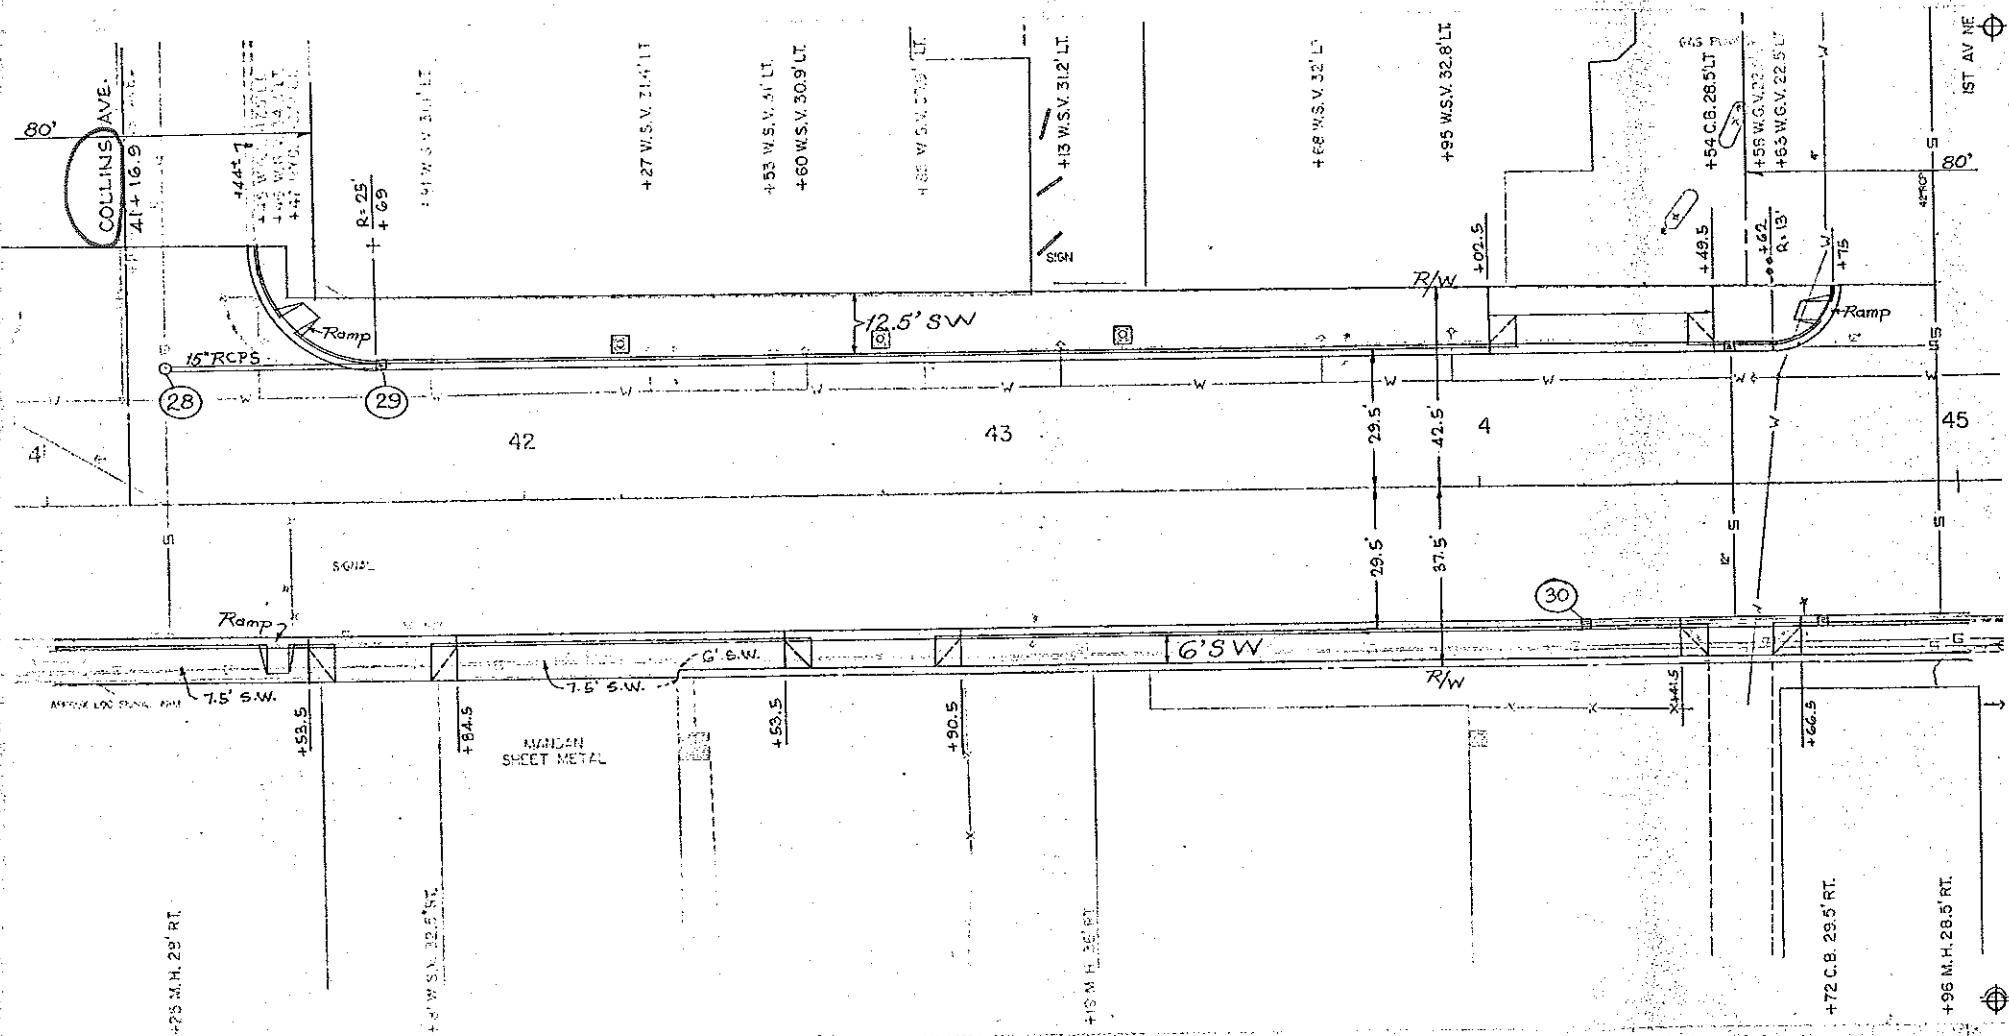 COLLINS AVE.
41+16.9
80'
+44±
R=25'
+69
+27 W.S.V. 31.4' LT
+53 W.S.V. 31' LT.
+60 W.S.V. 30.9' LT.
+13 W.S.V. 31.2' LT.
+68 W.S.V. 32' LT
+95 W.S.V. 32.8' LT.
+54 C.B. 28.5' LT
+63 W.G.V. 22.5' LT
1ST AV NE
80'
42"RCP
SIGN
R/W
+02.5
+49.5
+62
R=13'
+75
Ramp
12.5' SW
Ramp
15" RCPS
28
29
W W W W W W W W
41
42
43
4
45
29.5'
42.5'
29.5'
37.5'
S
S
12"
S
SIGNAL
Ramp
30
7.5' S.W.
7.5' S.W.
6' S.W.
6' SW
R/W
G
+53.5
+84.5
+53.5
+90.5
+41.5
+66.5
MANDAN
SHEET METAL
+25 M.H. 29' RT.
+72 C.B. 29.5' RT.
+96 M.H. 28.5' RT.